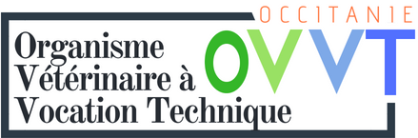 OCCITANIE
Organisme
Vétérinaire à
Vocation Technique
OVVT